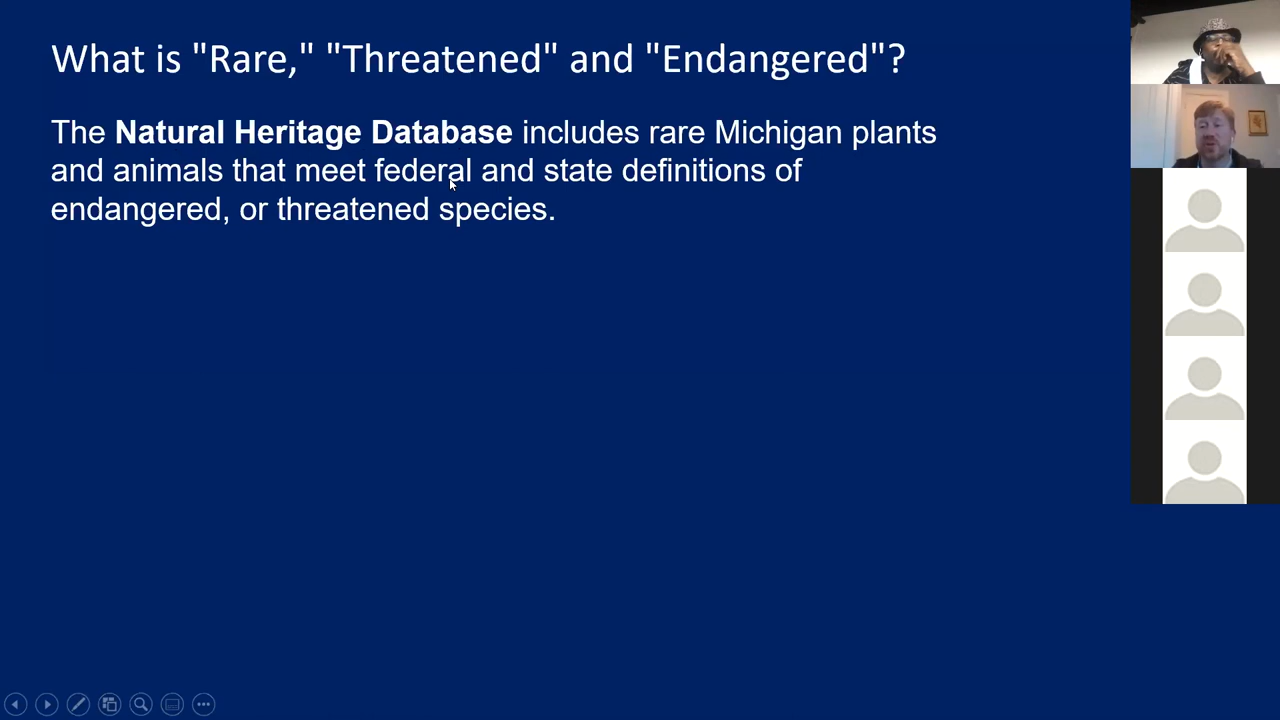 What is "Rare," "Threatened" and "Endangered"?
The Natural Heritage Database includes rare Michigan plants
and animals that meet federal and state definitions of
endangered, or threatened species.